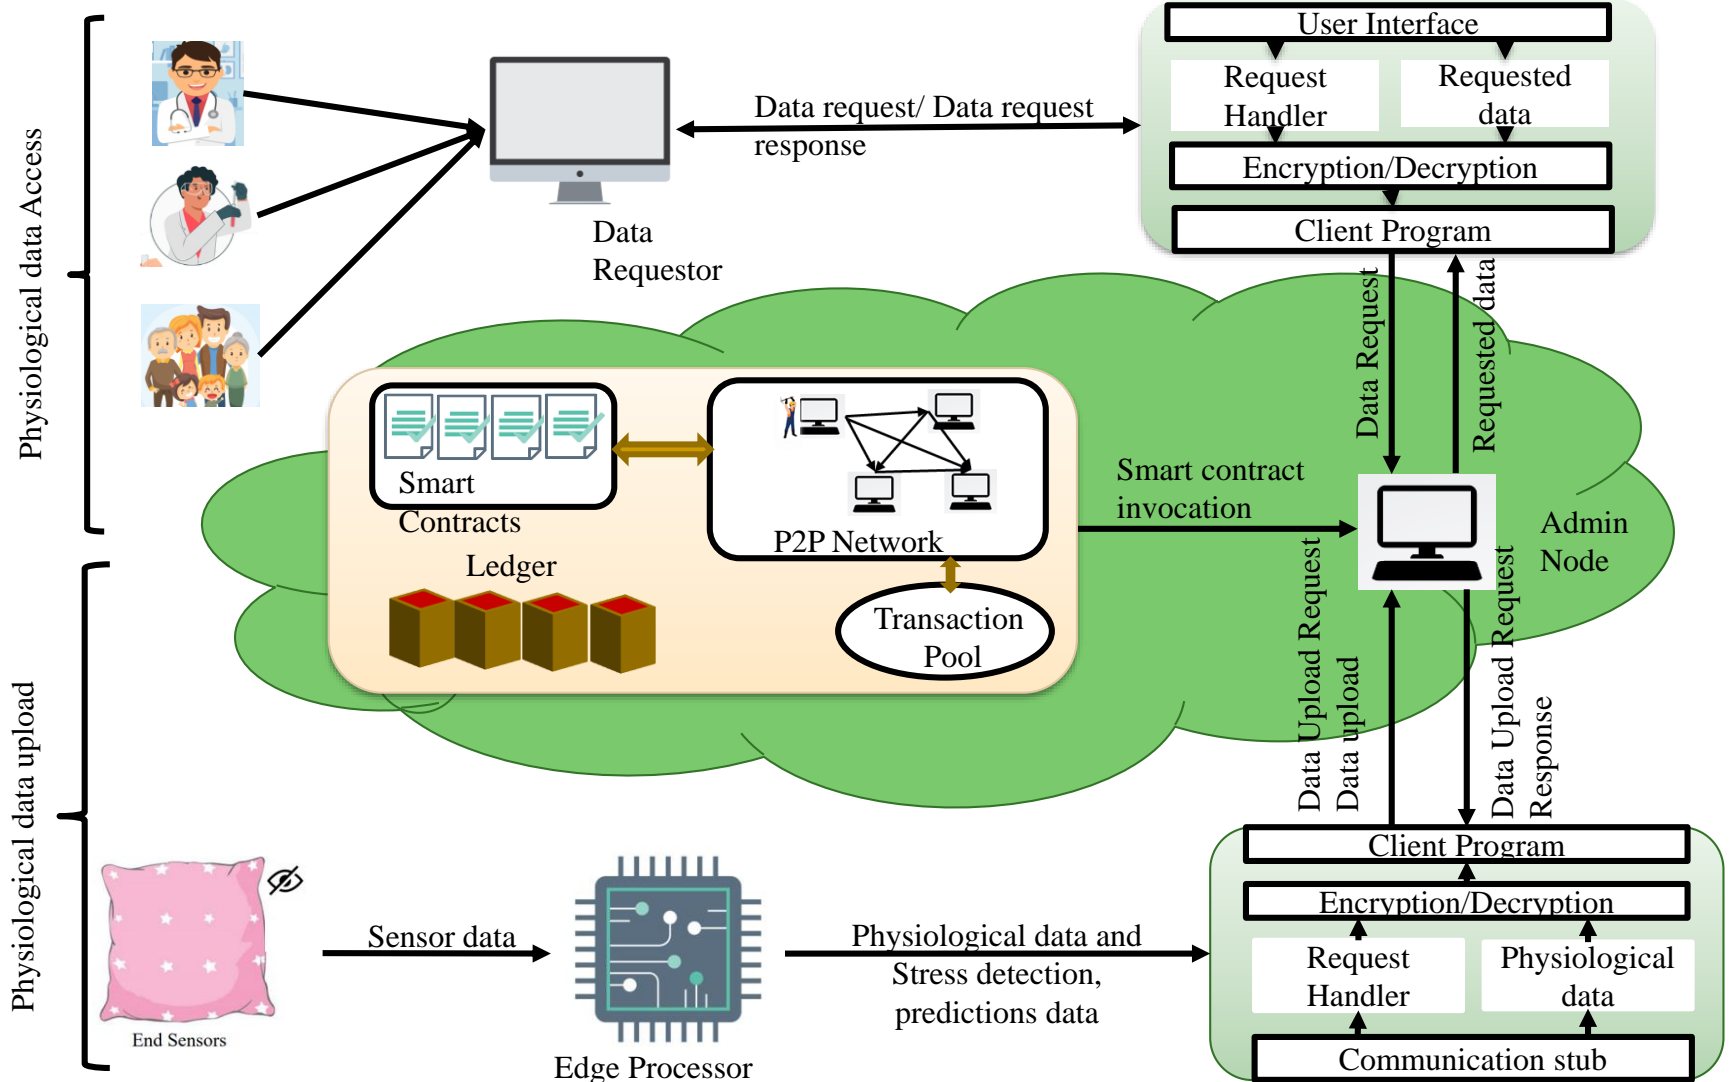 Physiological data Access
Data
Requestor
Data request/ Data request
response
User Interface
Request
Handler
Requested
data
Encryption/Decryption
Client Program
Data Request
Requested data
Smart
Contracts
P2P Network
Ledger
Transaction
Pool
Smart contract
invocation
Admin
Node
Physiological data upload
Data Upload Request
Data upload
Data Upload Request
Response
End Sensors
Sensor data
Edge Processor
Physiological data and
Stress detection,
predictions data
Client Program
Encryption/Decryption
Request
Handler
Physiological
data
Communication stub